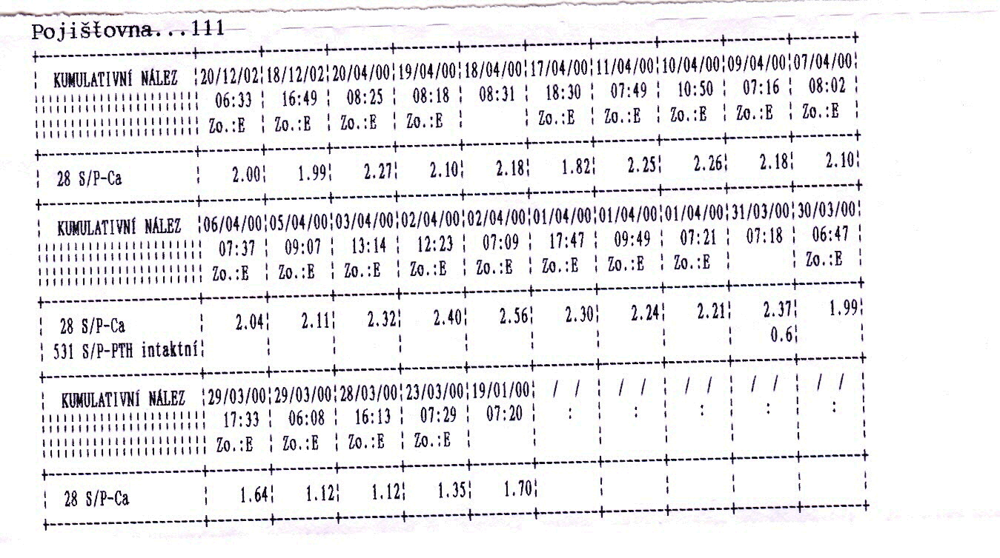 Pojišťovna...111
KUMULATIVNÍ NÁLEZ 20/12/02 18/12/02 20/04/00 19/04/00 18/04/00 17/04/00 11/04/00 10/04/00 09/04/00 07/04/00
06:33 16:49 08:25 08:18 08:31 18:30 07:49 10:50 07:16 08:02
Zo.:E Zo.:E Zo.:E Zo.:E Zo.:E Zo.:E Zo.:E Zo.:E Zo.:E
28 S/P-Ca 2.00 1.99 2.27 2.10 2.18 1.82 2.25 2.26 2.18 2.10
KUMULATIVNÍ NÁLEZ 06/04/00 05/04/00 03/04/00 02/04/00 02/04/00 01/04/00 01/04/00 01/04/00 31/03/00 30/03/00
07:37 09:07 13:14 12:23 07:09 17:47 09:49 07:21 07:18 06:47
Zo.:E Zo.:E Zo.:E Zo.:E Zo.:E Zo.:E Zo.:E Zo.:E Zo.:E
28 S/P-Ca 2.04 2.11 2.32 2.40 2.56 2.30 2.24 2.21 2.37 1.99
531 S/P-PTH intaktní 0.6
KUMULATIVNÍ NÁLEZ 29/03/00 29/03/00 28/03/00 23/03/00 19/01/00 / / / / / / / / / /
17:33 06:08 16:13 07:29 07:20 : : : : :
Zo.:E Zo.:E Zo.:E Zo.:E
28 S/P-Ca 1.64 1.12 1.12 1.35 1.70